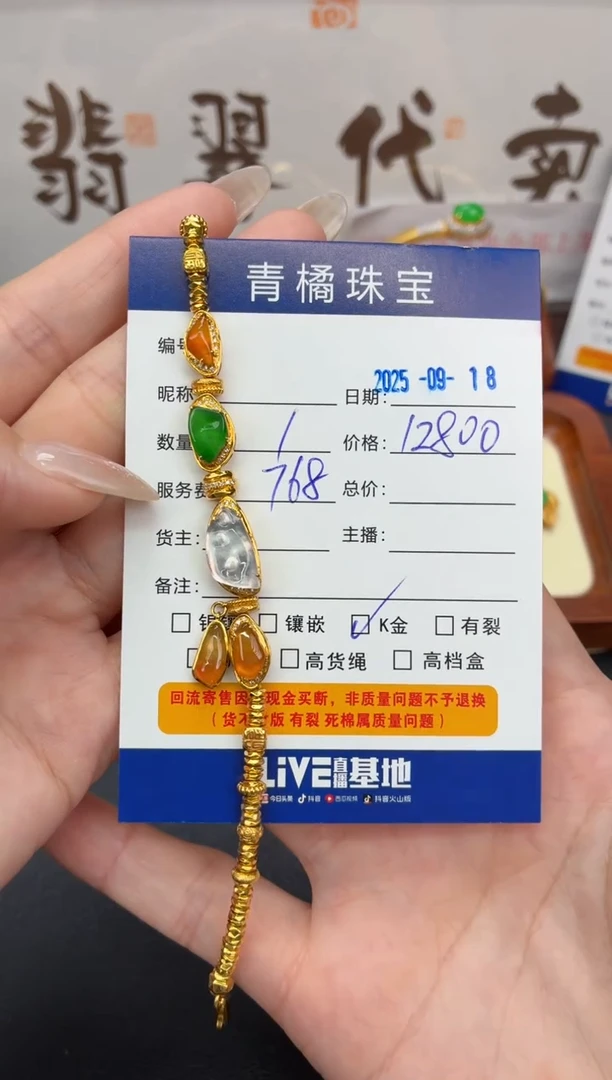 翡翠代卖
青橘珠宝
编号
昵称 日期: 2025-09-18
数量 1 价格: 12800
服务费 768 总价:
货主: 主播:
备注:
镶嵌 ✓ K金 有裂
高货绳 高档盒
回流寄售因 现金买断，非质量问题不予退换
（货不 版 有裂 死棉属质量问题）
LIVE直播基地
今日头条 抖音 西瓜视频 抖音火山版